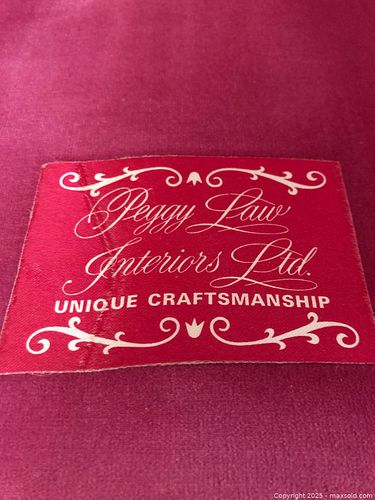 Peggy Law
Interiors Ltd.
UNIQUE CRAFTSMANSHIP
Copyright 2025 - maxsold.com